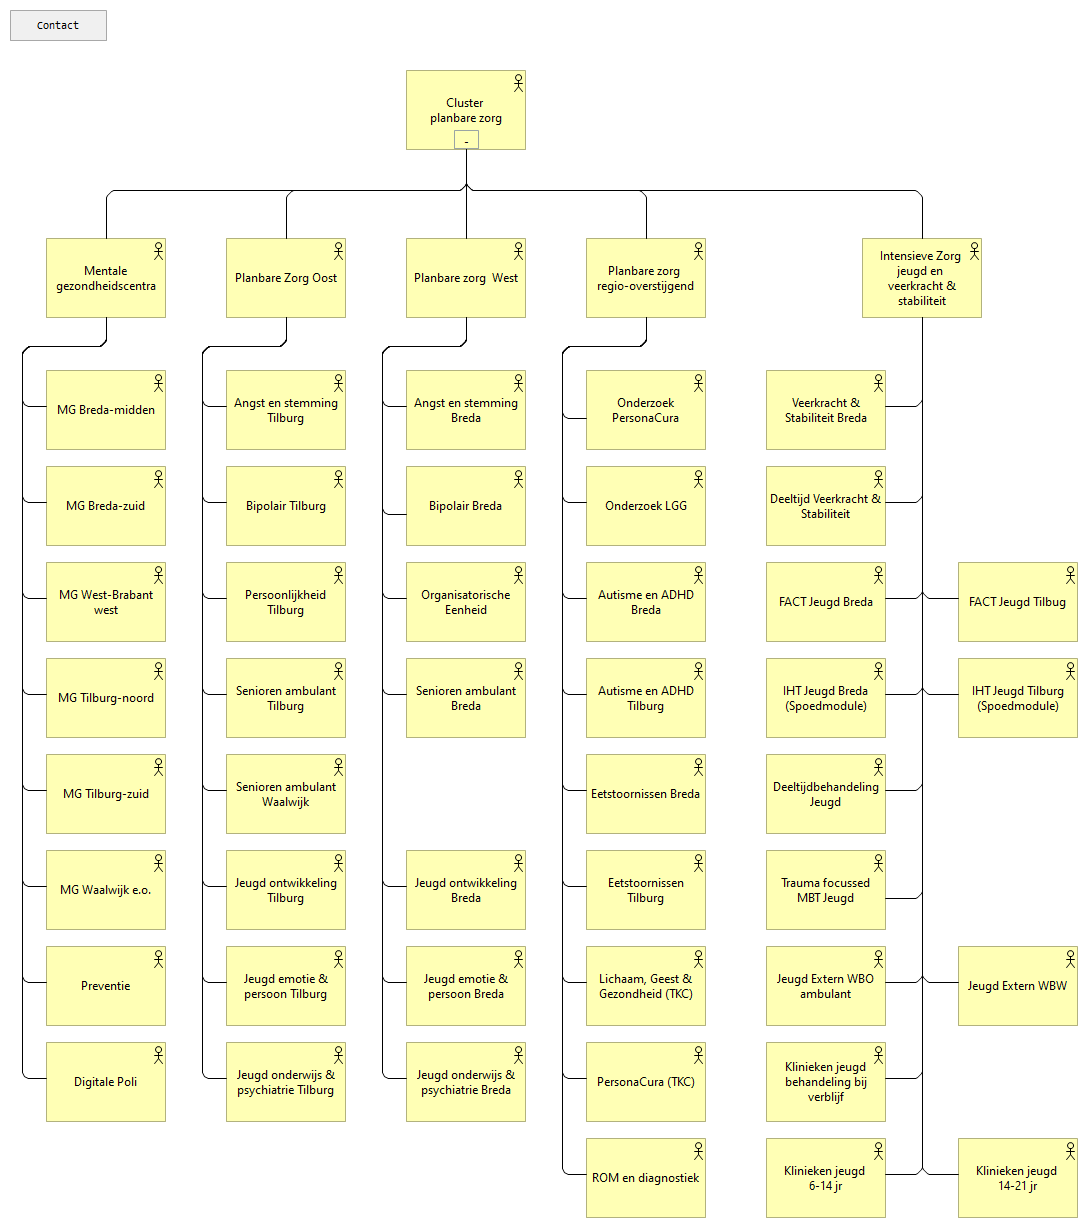 Contact
Cluster
planbare zorg
-
Mentale
gezondheidscentra
Planbare Zorg Oost
Planbare zorg  West
Planbare zorg
regio-overstijgend
Intensieve Zorg
jeugd en
veerkracht &
stabiliteit
MG Breda-midden
Angst en stemming
Tilburg
Angst en stemming
Breda
Onderzoek
PersonaCura
Veerkracht &
Stabiliteit Breda
MG Breda-zuid
Bipolair Tilburg
Bipolair Breda
Onderzoek LGG
Deeltijd Veerkracht &
Stabiliteit
MG West-Brabant
west
Persoonlijkheid
Tilburg
Organisatorische
Eenheid
Autisme en ADHD
Breda
FACT Jeugd Breda
FACT Jeugd Tilbug
MG Tilburg-noord
Senioren ambulant
Tilburg
Senioren ambulant
Breda
Autisme en ADHD
Tilburg
IHT Jeugd Breda
(Spoedmodule)
IHT Jeugd Tilburg
(Spoedmodule)
MG Tilburg-zuid
Senioren ambulant
Waalwijk
Eetstoornissen Breda
Deeltijdbehandeling
Jeugd
MG Waalwijk e.o.
Jeugd ontwikkeling
Tilburg
Jeugd ontwikkeling
Breda
Eetstoornissen
Tilburg
Trauma focussed
MBT Jeugd
Preventie
Jeugd emotie &
persoon Tilburg
Jeugd emotie &
persoon Breda
Lichaam, Geest &
Gezondheid (TKC)
Jeugd Extern WBO
ambulant
Jeugd Extern WBW
Digitale Poli
Jeugd onderwijs &
psychiatrie Tilburg
Jeugd onderwijs &
psychiatrie Breda
PersonaCura (TKC)
Klinieken jeugd
behandeling bij
verblijf
ROM en diagnostiek
Klinieken jeugd
6-14 jr
Klinieken jeugd
14-21 jr